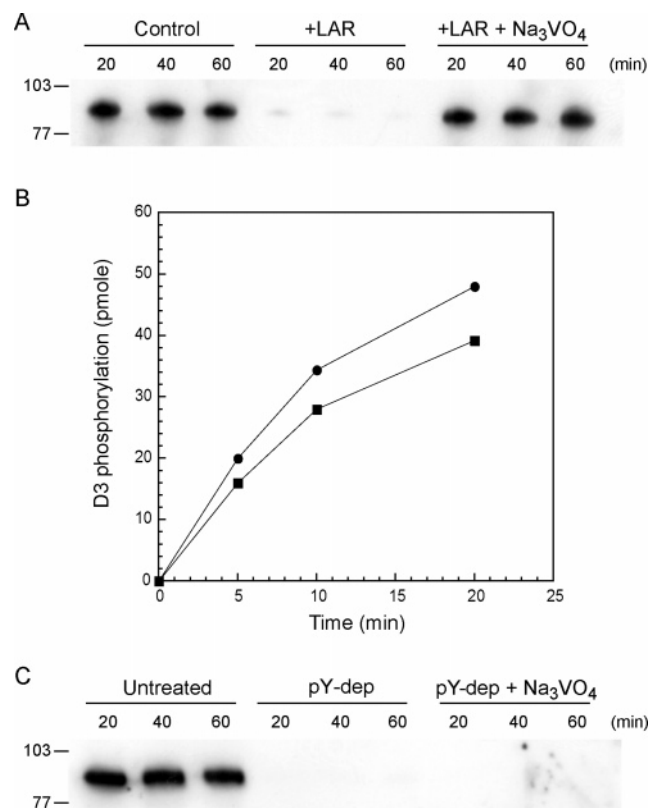 A
Control +LAR +LAR + Na₃VO₄
20 40 60 20 40 60 20 40 60 (min)
103
77
B
60
50
40
30
20
10
0
D3 phosphorylation (pmole)
0 5 10 15 20 25
Time (min)
C
Untreated pY-dep pY-dep + Na₃VO₄
20 40 60 20 40 60 20 40 60 (min)
103
77